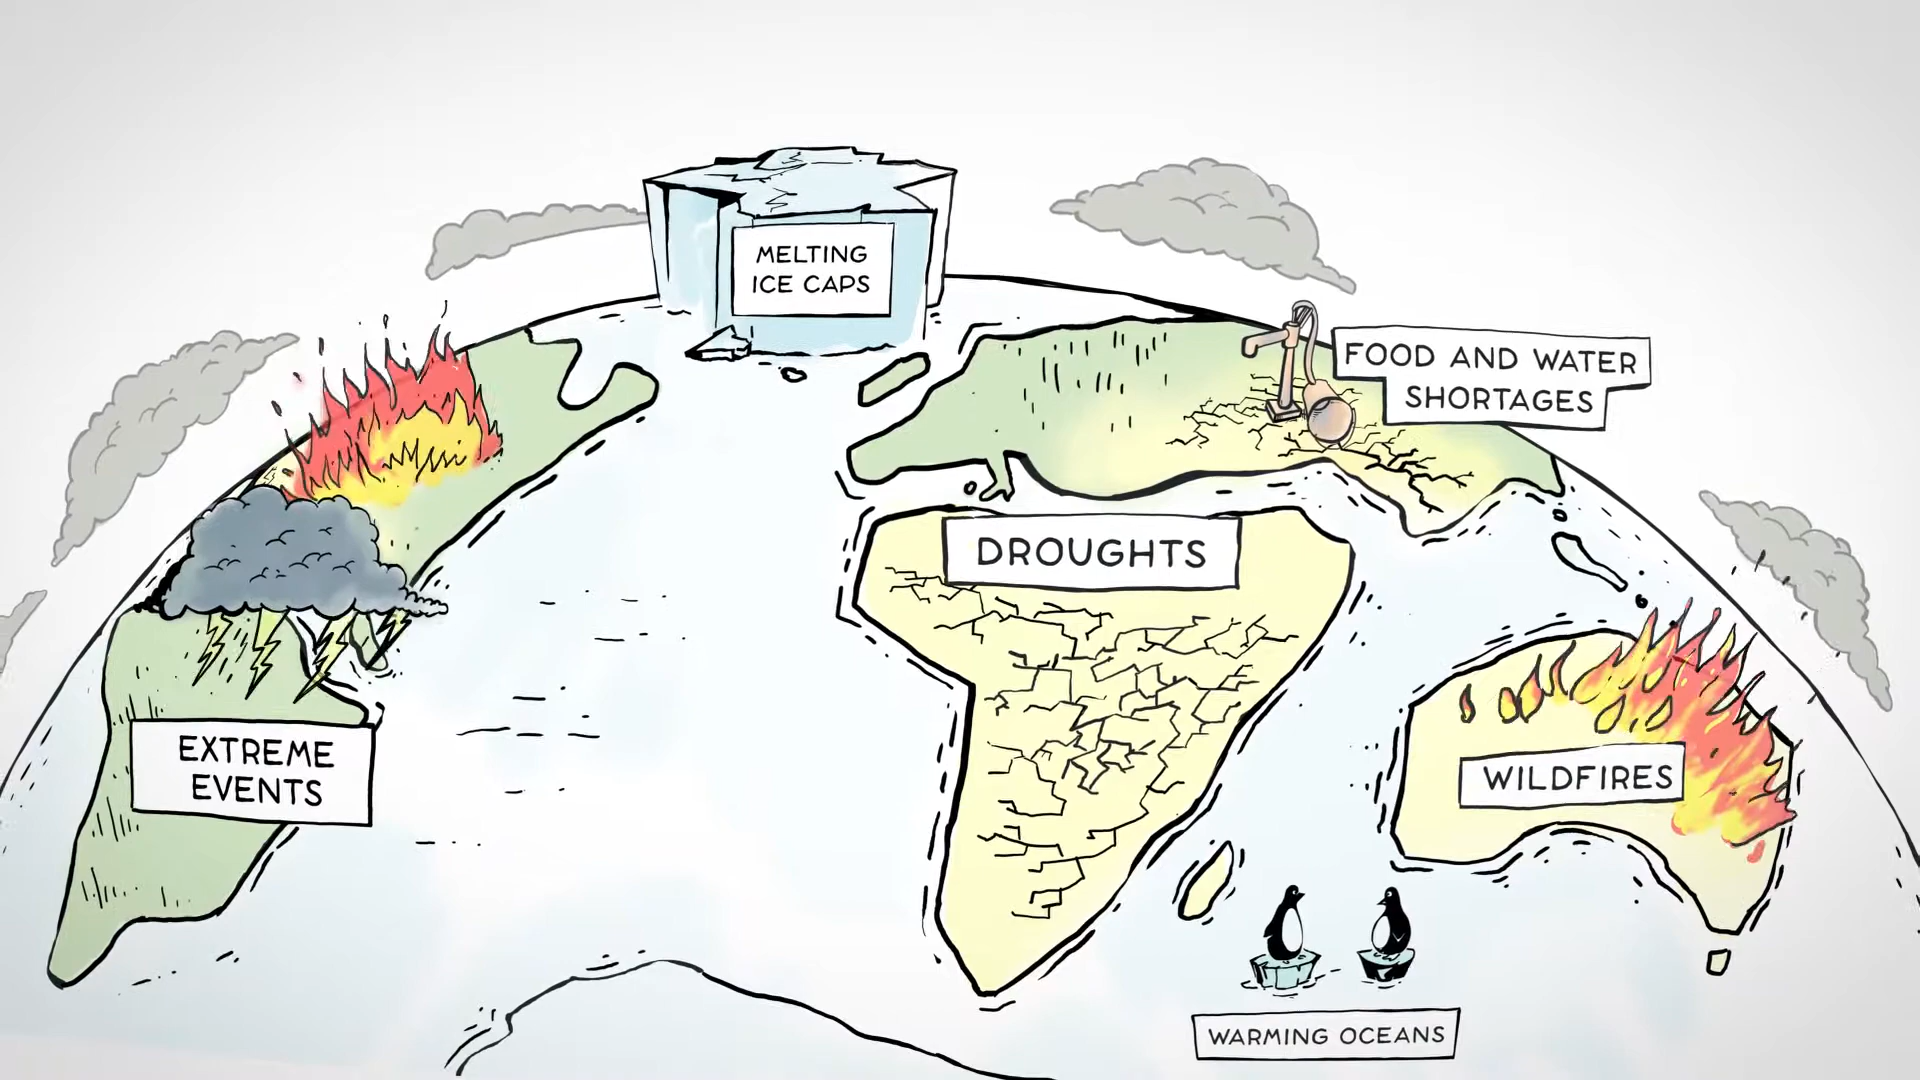 MELTING
ICE CAPS
FOOD AND WATER
SHORTAGES
DROUGHTS
EXTREME
EVENTS
WILDFIRES
WARMING OCEANS